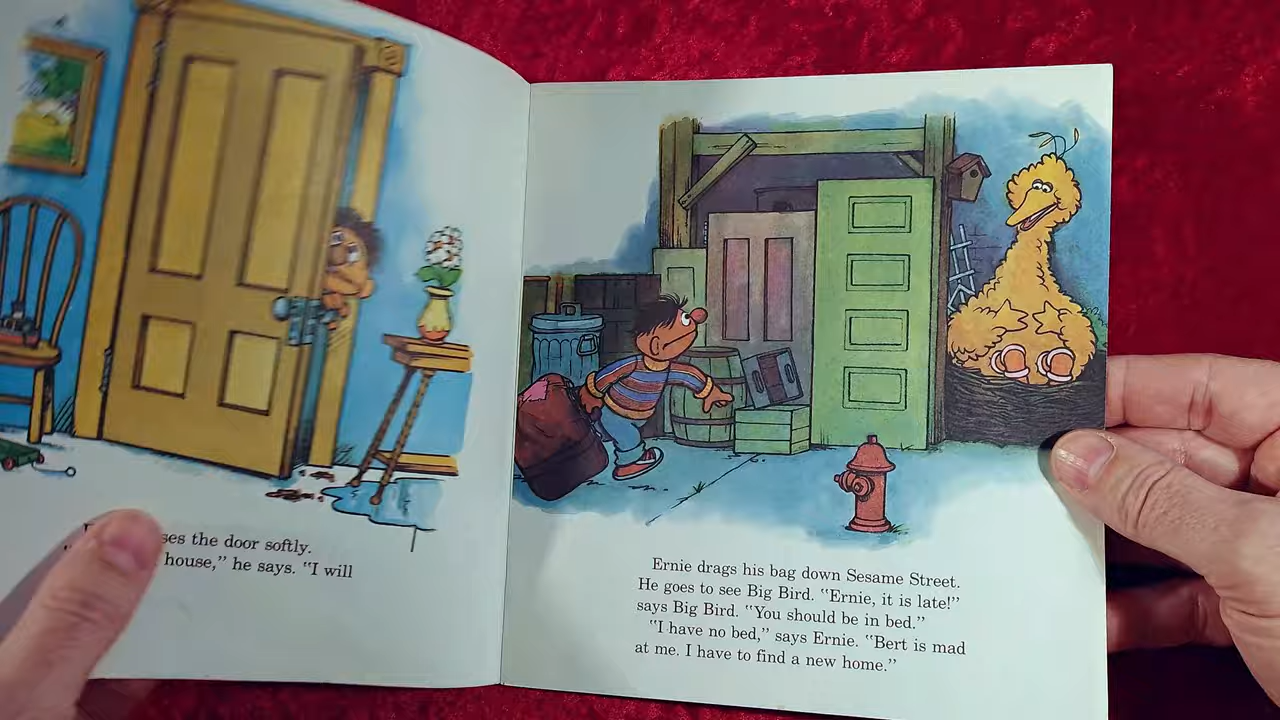 ses the door softly.
house,” he says. “I will
Ernie drags his bag down Sesame Street.
He goes to see Big Bird. “Ernie, it is late!”
says Big Bird. “You should be in bed.”
“I have no bed,” says Ernie. “Bert is mad
at me. I have to find a new home.”